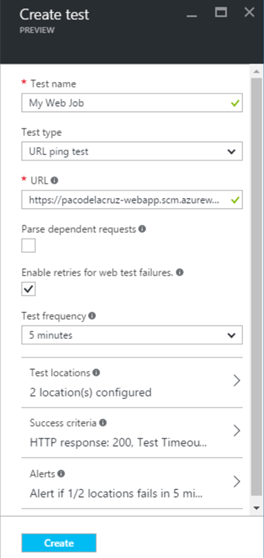 Create test
PREVIEW
* Test name
My Web Job
Test type
URL ping test
* URL
https://pacodelacruz-webapp.scm.azurew...
Parse dependent requests
Enable retries for web test failures.
Test frequency
5 minutes
Test locations
2 location(s) configured
Success criteria
HTTP response: 200, Test Timeou...
Alerts
Alert if 1/2 locations fails in 5 mi...
Create